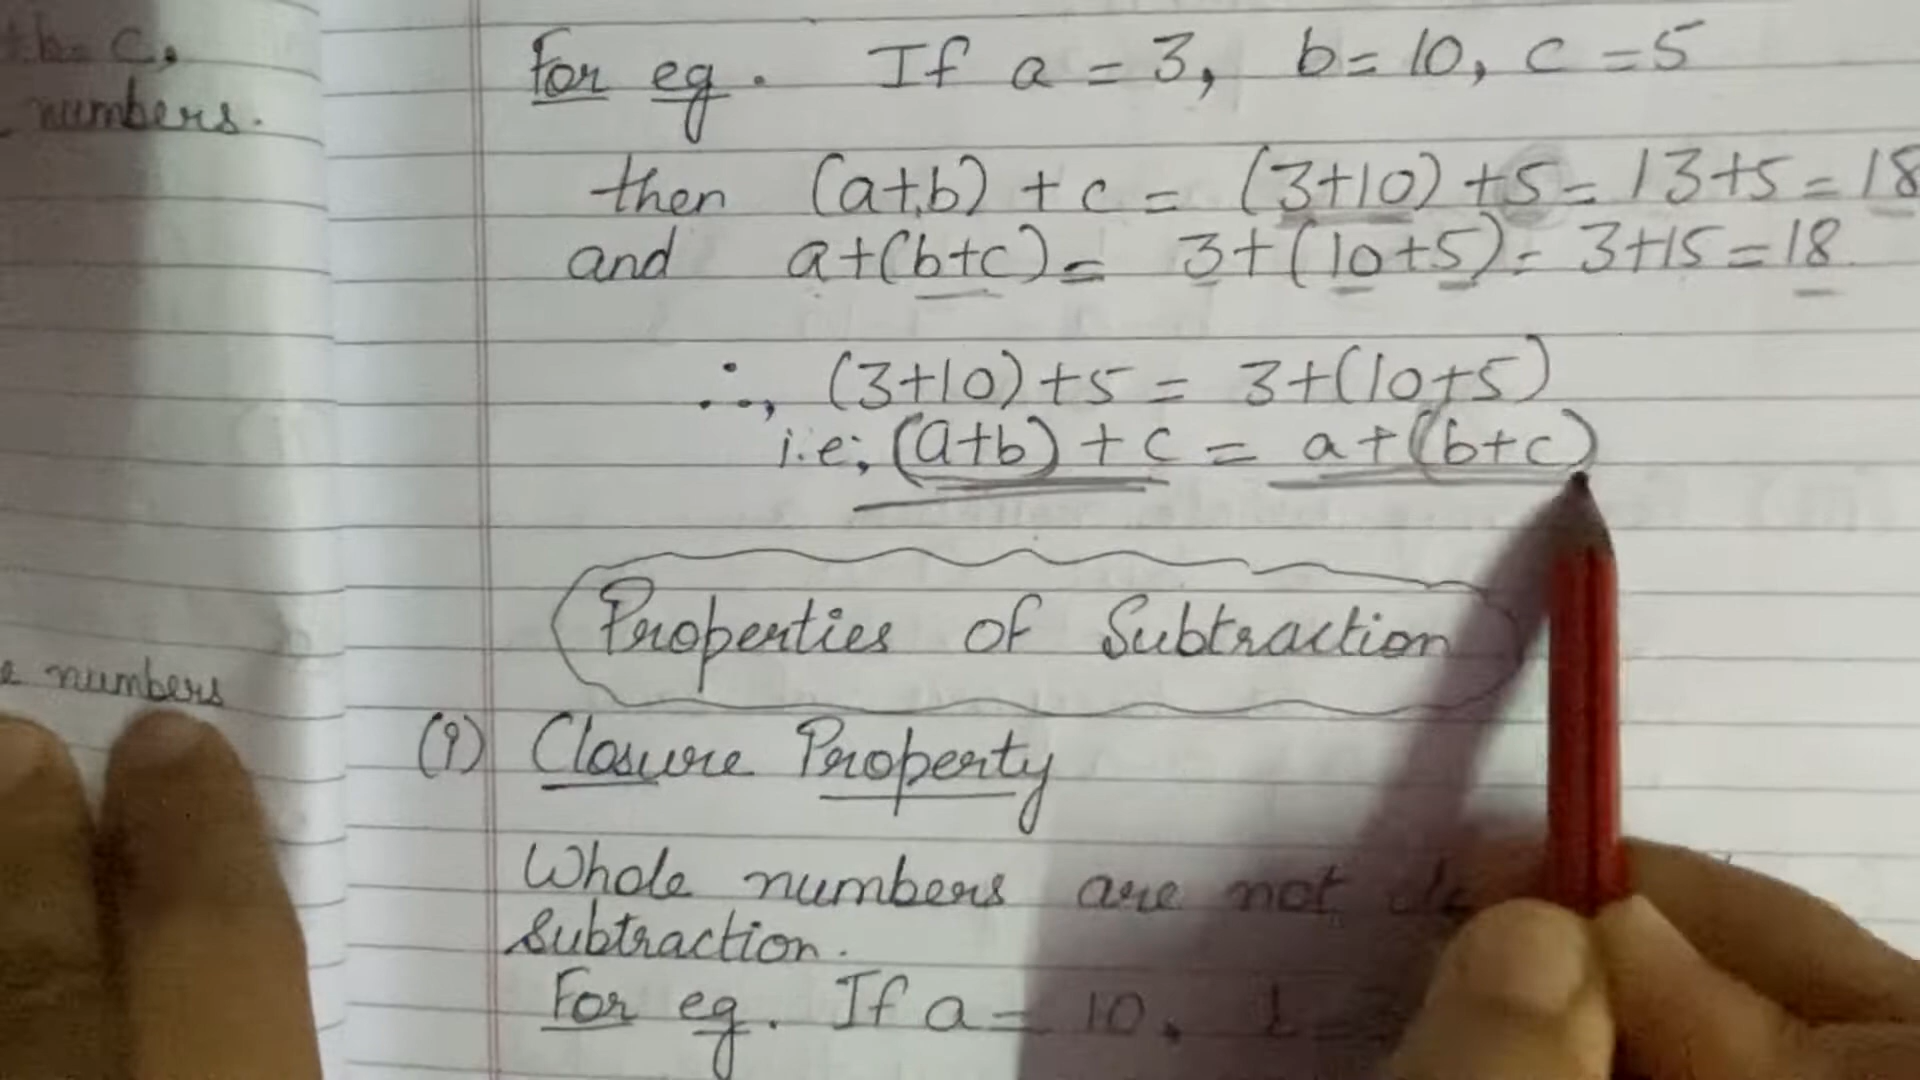 +b= c.
numbers.
For eg. If a = 3, b= 10, c = 5
then (a+b) + c = (3+10) +5 = 13+5 = 18
and a+(b+c) = 3+(10+5) = 3+15 = 18
∴, (3+10)+5 = 3+(10+5)
i.e; (a+b) + c = a+(b+c)
Properties of Subtraction
numbers
(i) Closure Property
Whole numbers are not
Subtraction.
For eg. If a = 10,